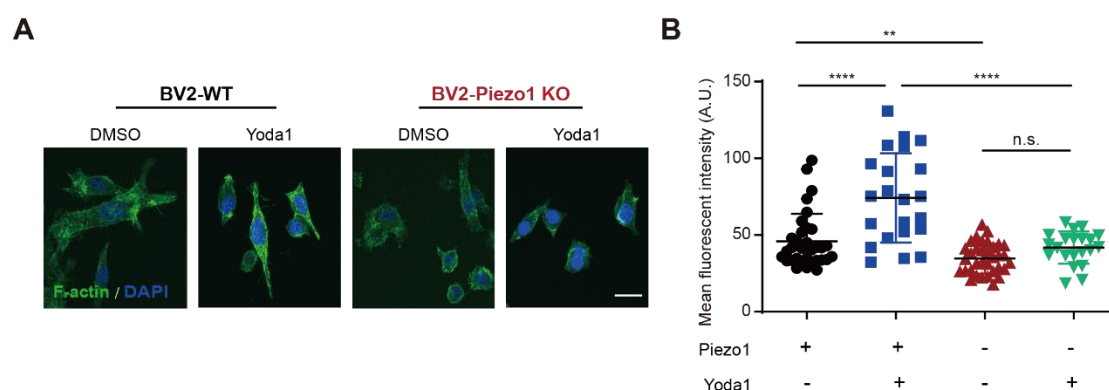 A
BV2-WT
BV2-Piezo1 KO
DMSO
Yoda1
DMSO
Yoda1
F-actin / DAPI
B
**
****
****
n.s.
Mean fluorescent intensity (A.U.)
150
100
50
0
Piezo1 + + - -
Yoda1 - + - +